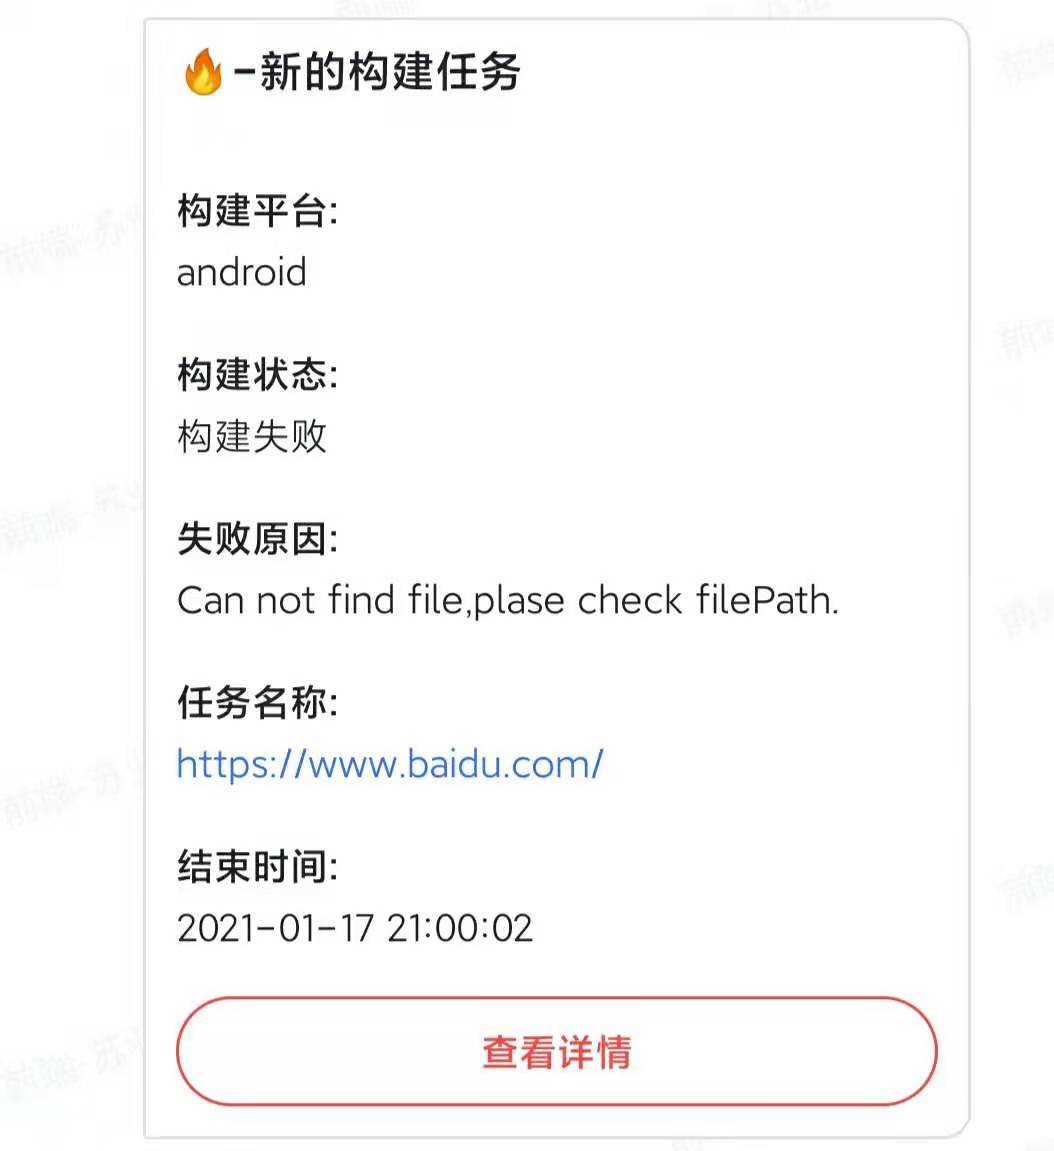 🔥-新的构建任务
构建平台:
android
构建状态:
构建失败
失败原因:
Can not find file,plase check filePath.
任务名称:
https://www.baidu.com/
结束时间:
2021-01-17 21:00:02
查看详情